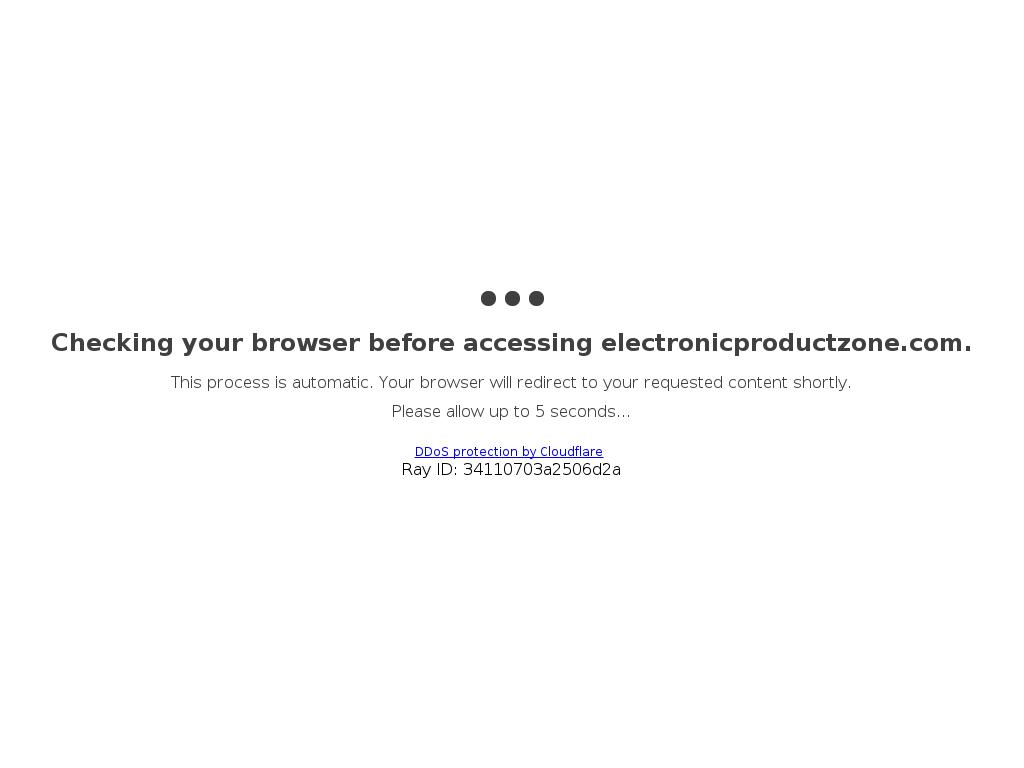 Checking your browser before accessing electronicproductzone.com.
This process is automatic. Your browser will redirect to your requested content shortly.
Please allow up to 5 seconds...
DDoS protection by Cloudflare
Ray ID: 34110703a2506d2a